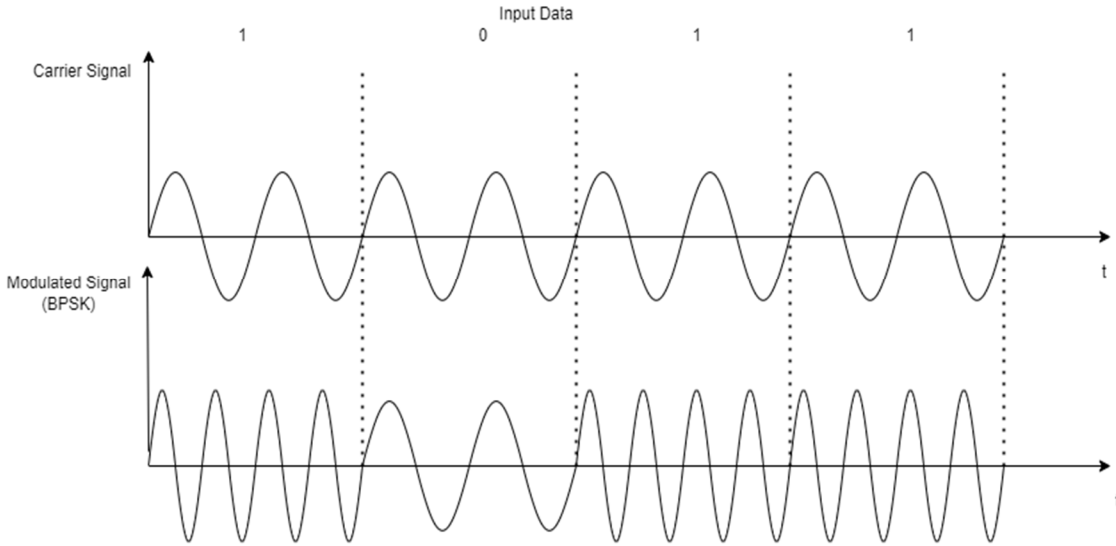 Input Data
1 0 1 1
Carrier Signal
t
Modulated Signal
(BPSK)